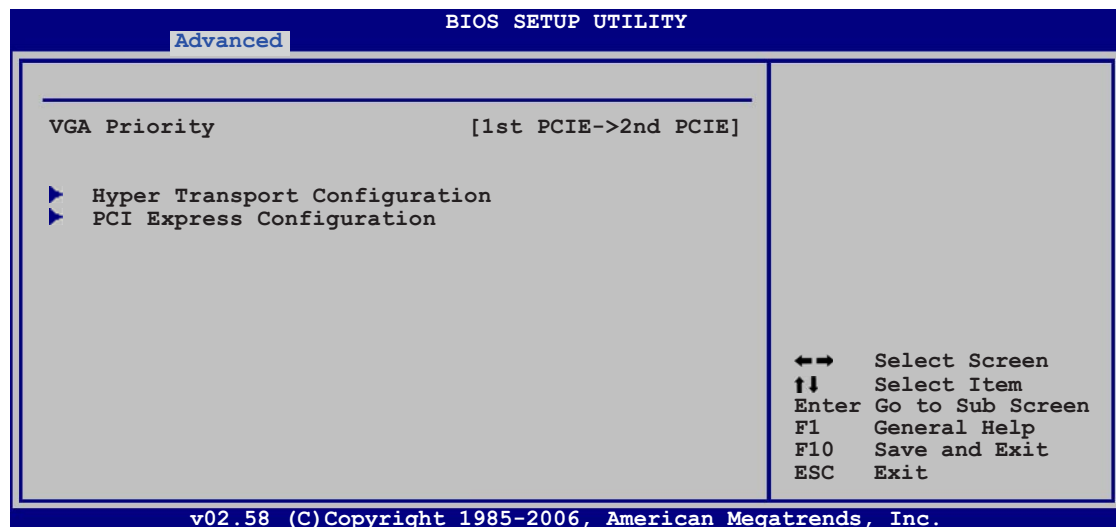 BIOS SETUP UTILITY
Advanced
VGA Priority [1st PCIE->2nd PCIE]
Hyper Transport Configuration
PCI Express Configuration
←→ Select Screen
↑↓ Select Item
Enter Go to Sub Screen
F1 General Help
F10 Save and Exit
ESC Exit
v02.58 (C)Copyright 1985-2006, American Megatrends, Inc.